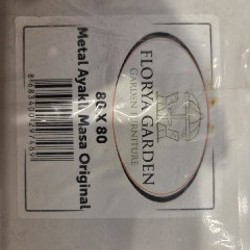 FLORYA GARDEN
GARDEN FURNITURE
80 X 80
Metal Ayaklı Masa Original